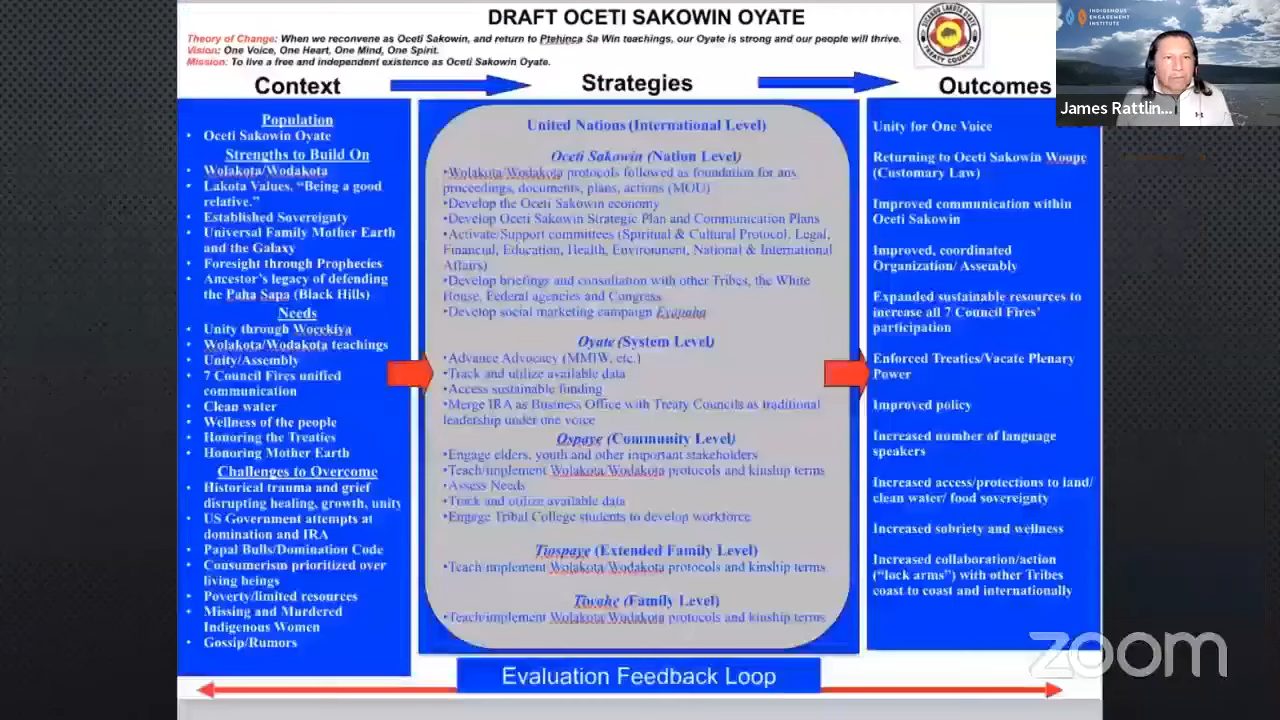 DRAFT OCETI SAKOWIN OYATE
Theory of Change: When we reconvene as Oceti Sakowin, and return to Ptehinca Sa Win teachings, our Oyate is strong and our people will thrive.
Vision: One Voice, One Heart, One Mind, One Spirit.
Mission: To live a free and independent existence as Oceti Sakowin Oyate.
SICANGU LAKOTA OYATE
TREATY COUNCIL
INDIGENOUS
ENGAGEMENT
INSTITUTE
James Rattlin...
Context
Strategies
Outcomes
Population
• Oceti Sakowin Oyate
Strengths to Build On
• Wolakota/Wodakota
• Lakota Values. “Being a good
relative.”
• Established Sovereignty
• Universal Family Mother Earth
and the Galaxy
• Foresight through Prophecies
• Ancestor’s legacy of defending
the Paha Sapa (Black Hills)
Needs
• Unity through Wocekiya
• Wolakota/Wodakota teachings
• Unity/Assembly
• 7 Council Fires unified
communication
• Clean water
• Wellness of the people
• Honoring the Treaties
• Honoring Mother Earth
Challenges to Overcome
• Historical trauma and grief
disrupting healing, growth, unity
• US Government attempts at
domination and IRA
• Papal Bulls/Domination Code
• Consumerism prioritized over
living beings
• Poverty/limited resources
• Missing and Murdered
Indigenous Women
• Gossip/Rumors
United Nations (International Level)
Oceti Sakowin (Nation Level)
•Wolakota/Wodakota protocols followed as foundation for any
proceedings, documents, plans, actions (MOU)
•Develop the Oceti Sakowin economy
•Develop Oceti Sakowin Strategic Plan and Communication Plans
•Activate/Support committees (Spiritual & Cultural Protocol, Legal,
Financial, Education, Health, Environment, National & International
Affairs)
•Develop briefings and consultation with other Tribes, the White
House, Federal agencies and Congress
•Develop social marketing campaign Eyapaha
Oyate (System Level)
•Advance Advocacy (MMIW, etc.)
•Track and utilize available data
•Access sustainable funding
•Merge IRA as Business Office with Treaty Councils as traditional
leadership under one voice
Ospaye (Community Level)
•Engage elders, youth and other important stakeholders
•Teach/implement Wolakota/Wodakota protocols and kinship terms
•Assess Needs
•Track and utilize available data
•Engage Tribal College students to develop workforce
Tiospaye (Extended Family Level)
•Teach/implement Wolakota/Wodakota protocols and kinship terms
Tiwahe (Family Level)
•Teach/implement Wolakota/Wodakota protocols and kinship terms
Unity for One Voice
Returning to Oceti Sakowin Woope
(Customary Law)
Improved communication within
Oceti Sakowin
Improved, coordinated
Organization/ Assembly
Expanded sustainable resources to
increase all 7 Council Fires’
participation
Enforced Treaties/Vacate Plenary
Power
Improved policy
Increased number of language
speakers
Increased access/protections to land/
clean water/ food sovereignty
Increased sobriety and wellness
Increased collaboration/action
(“lock arms”) with other Tribes
coast to coast and internationally
Evaluation Feedback Loop
zoom